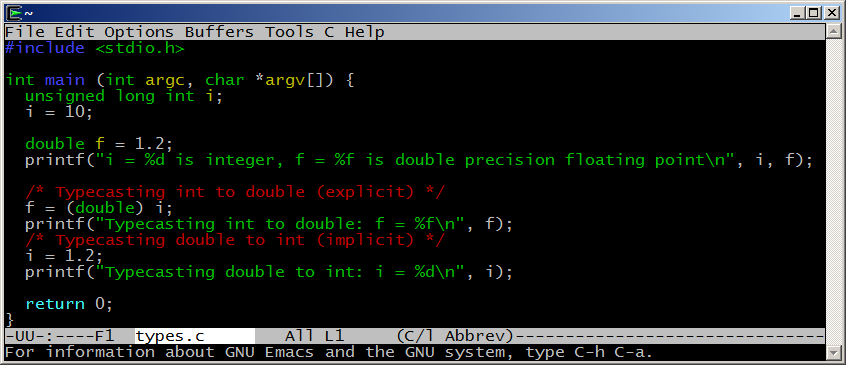 ~
File Edit Options Buffers Tools C Help
#include <stdio.h>

int main (int argc, char *argv[]) {
  unsigned long int i;
  i = 10;

  double f = 1.2;
  printf("i = %d is integer, f = %f is double precision floating point\n", i, f);

  /* Typecasting int to double (explicit) */
  f = (double) i;
  printf("Typecasting int to double: f = %f\n", f);
  /* Typecasting double to int (implicit) */
  i = 1.2;
  printf("Typecasting double to int: i = %d\n", i);

  return 0;
}
-UU-:----F1  types.c        All L1     (C/l Abbrev)-------------------------------
For information about GNU Emacs and the GNU system, type C-h C-a.